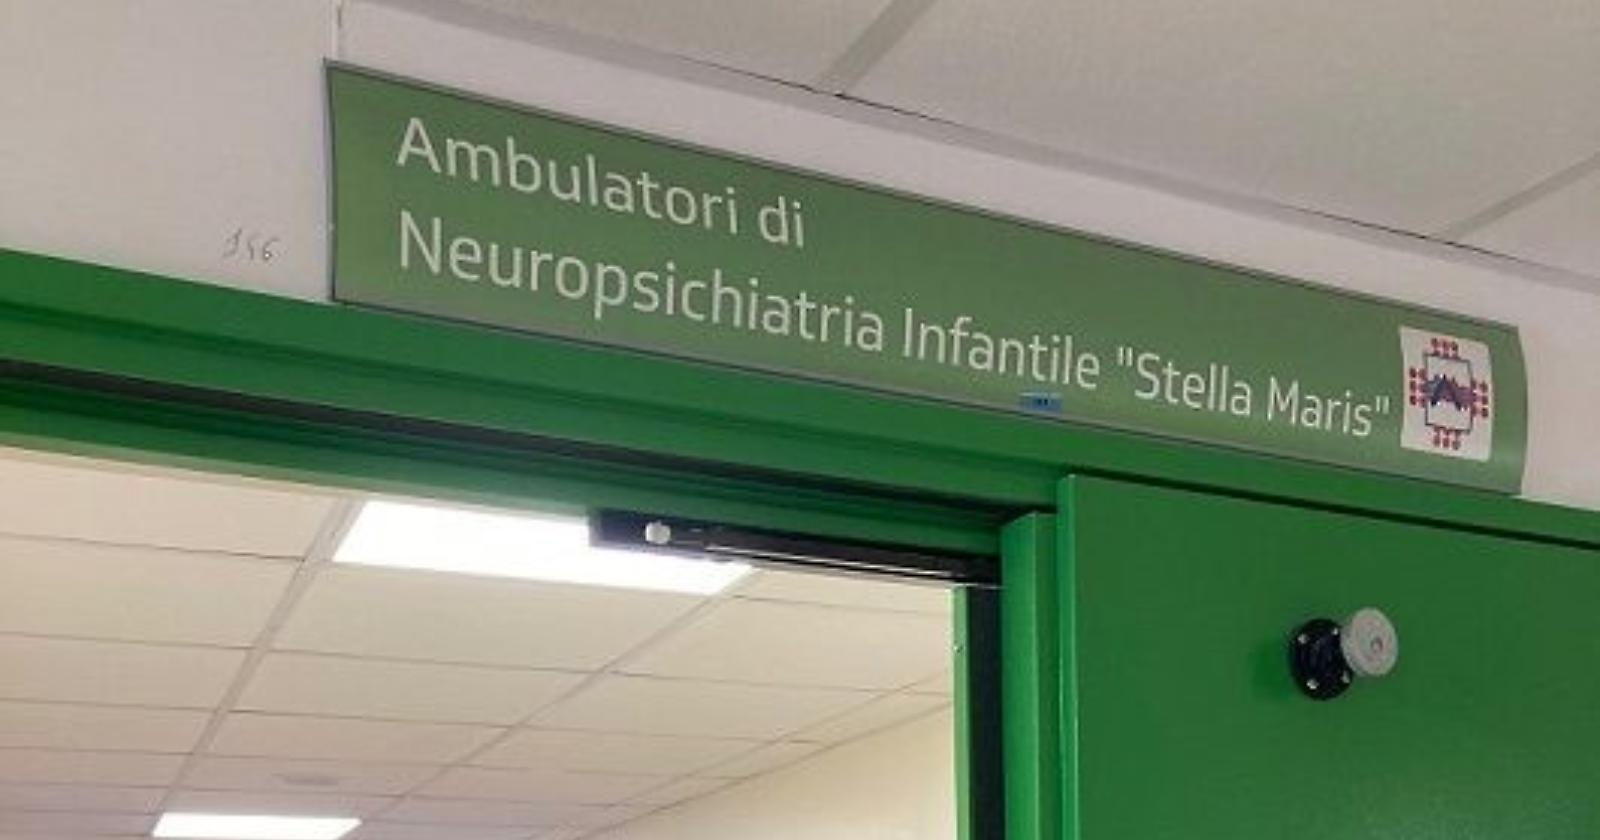 Ambulatori di
Neuropsichiatria Infantile "Stella Maris"